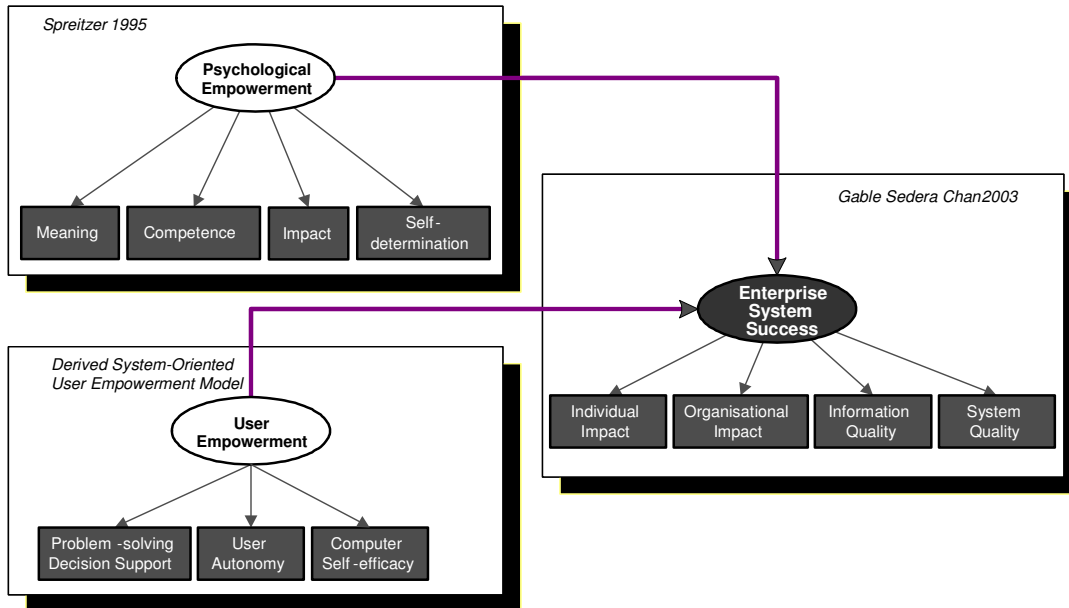 Spreitzer 1995
Psychological
Empowerment
Meaning
Competence
Impact
Self-
determination
Gable Sedera Chan2003
Enterprise
System
Success
Individual
Impact
Organisational
Impact
Information
Quality
System
Quality
Derived System-Oriented
User Empowerment Model
User
Empowerment
Problem -solving
Decision Support
User
Autonomy
Computer
Self -efficacy